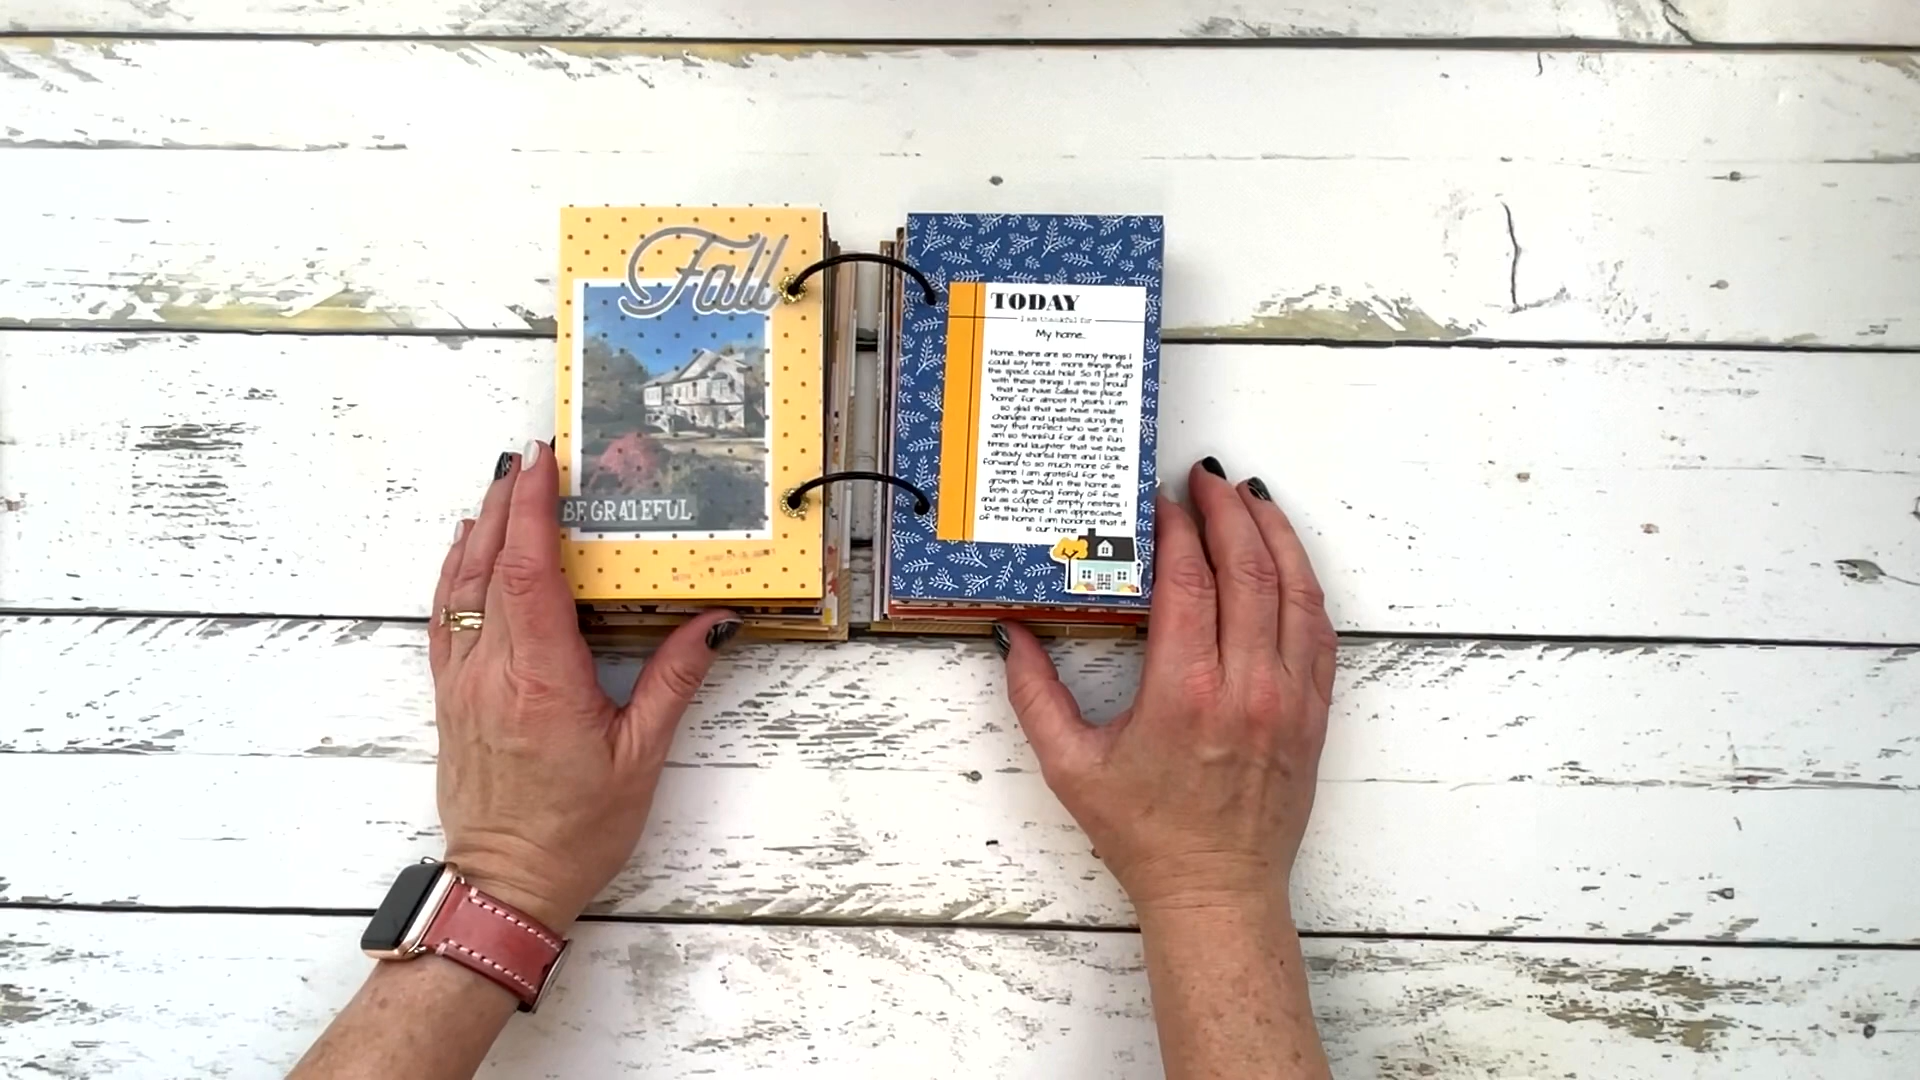 Fall
BE GRATEFUL
TODAY
I am thankful for
My home...
Home...there are so many things I
could say here - more things that
this space could hold. So I'll just go
with these things. I am so proud
that we have called this place
"home" for almost 19 years. I am
so glad that we have made
changes and updates along the
way that reflect who we are. I
am so thankful for all the fun
times and laughter that we have
already shared here and I look
forward to so much more of the
same. I am grateful for the
growth we had in this home as
both a growing family of five
and as couple of empty nesters. I
love this home. I am appreciative
of this home. I am honored that it
is our home.